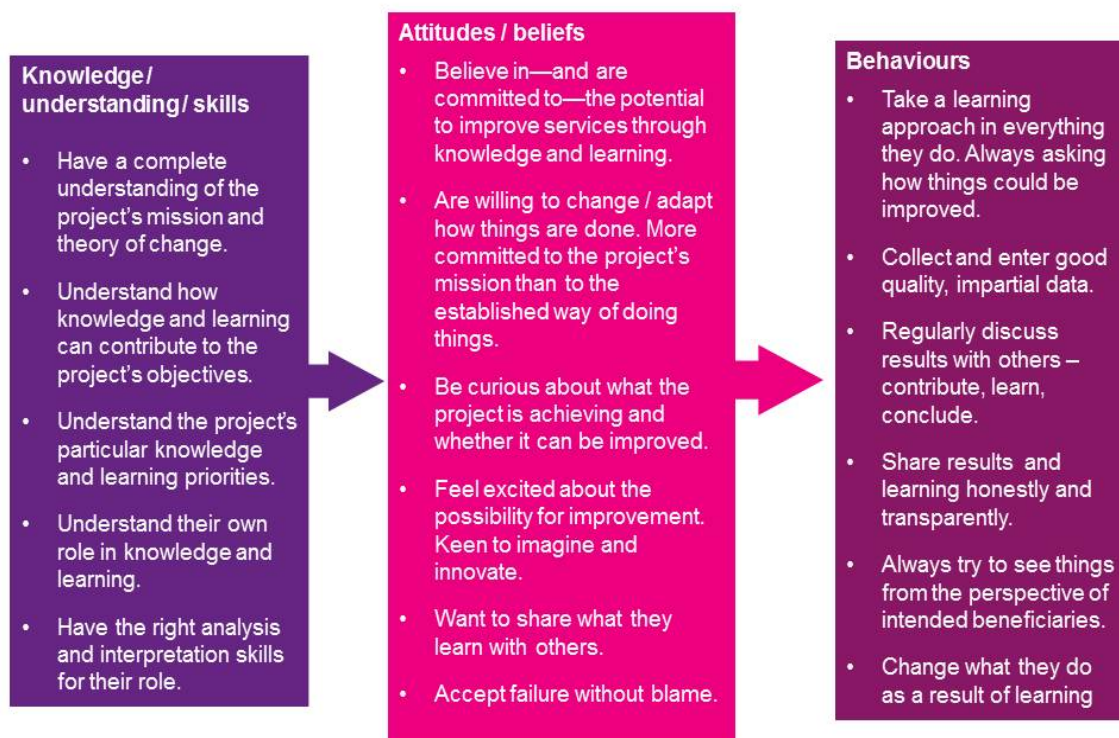 Knowledge/
understanding/ skills
• Have a complete
understanding of the
project's mission and
theory of change.
• Understand how
knowledge and learning
can contribute to the
project's objectives.
• Understand the project's
particular knowledge
and learning priorities.
• Understand their own
role in knowledge and
learning.
• Have the right analysis
and interpretation skills
for their role.
Attitudes / beliefs
• Believe in—and are
committed to—the potential
to improve services through
knowledge and learning.
• Are willing to change / adapt
how things are done. More
committed to the project's
mission than to the
established way of doing
things.
• Be curious about what the
project is achieving and
whether it can be improved.
• Feel excited about the
possibility for improvement.
Keen to imagine and
innovate.
• Want to share what they
learn with others.
• Accept failure without blame.
Behaviours
• Take a learning
approach in everything
they do. Always asking
how things could be
improved.
• Collect and enter good
quality, impartial data.
• Regularly discuss
results with others –
contribute, learn,
conclude.
• Share results and
learning honestly and
transparently.
• Always try to see things
from the perspective of
intended beneficiaries.
• Change what they do
as a result of learning